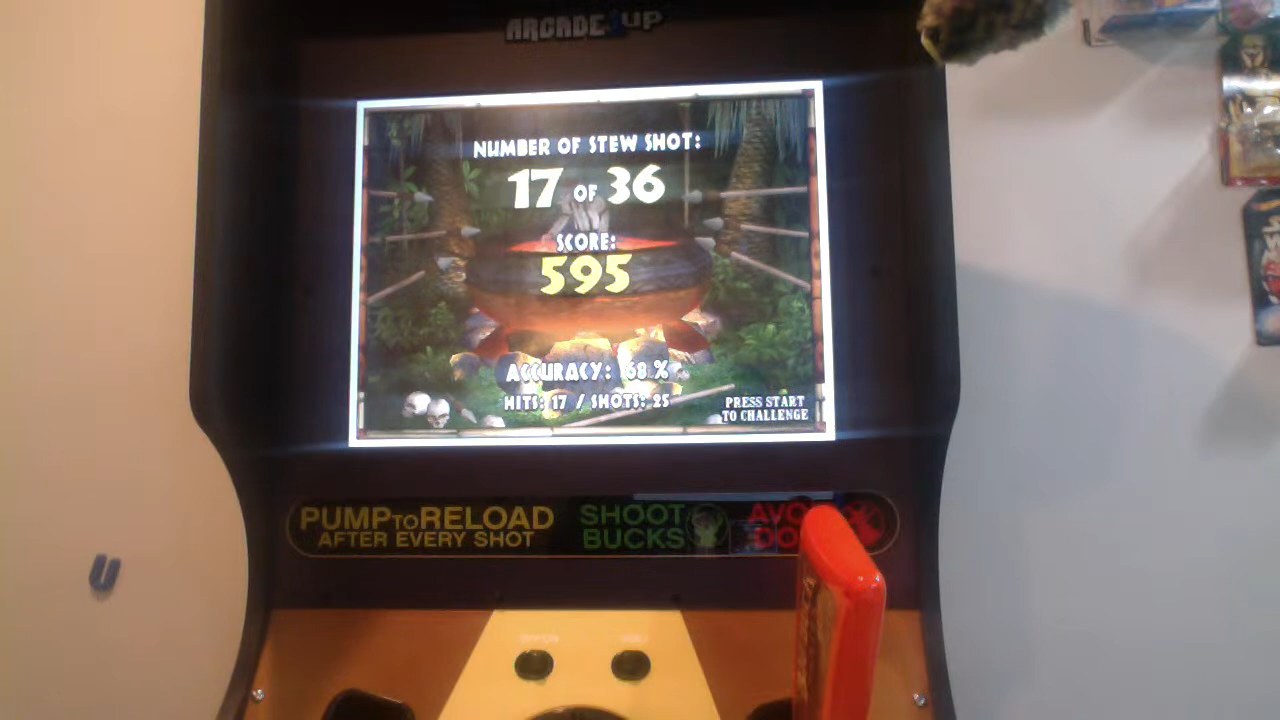 ARCADE1UP
NUMBER OF STEW SHOT:
17 OF 36
SCORE:
595
ACCURACY: 68 %
HITS: 17 / SHOTS: 25
PRESS START
TO CHALLENGE
PUMP TO RELOAD
AFTER EVERY SHOT
SHOOT
BUCKS
U